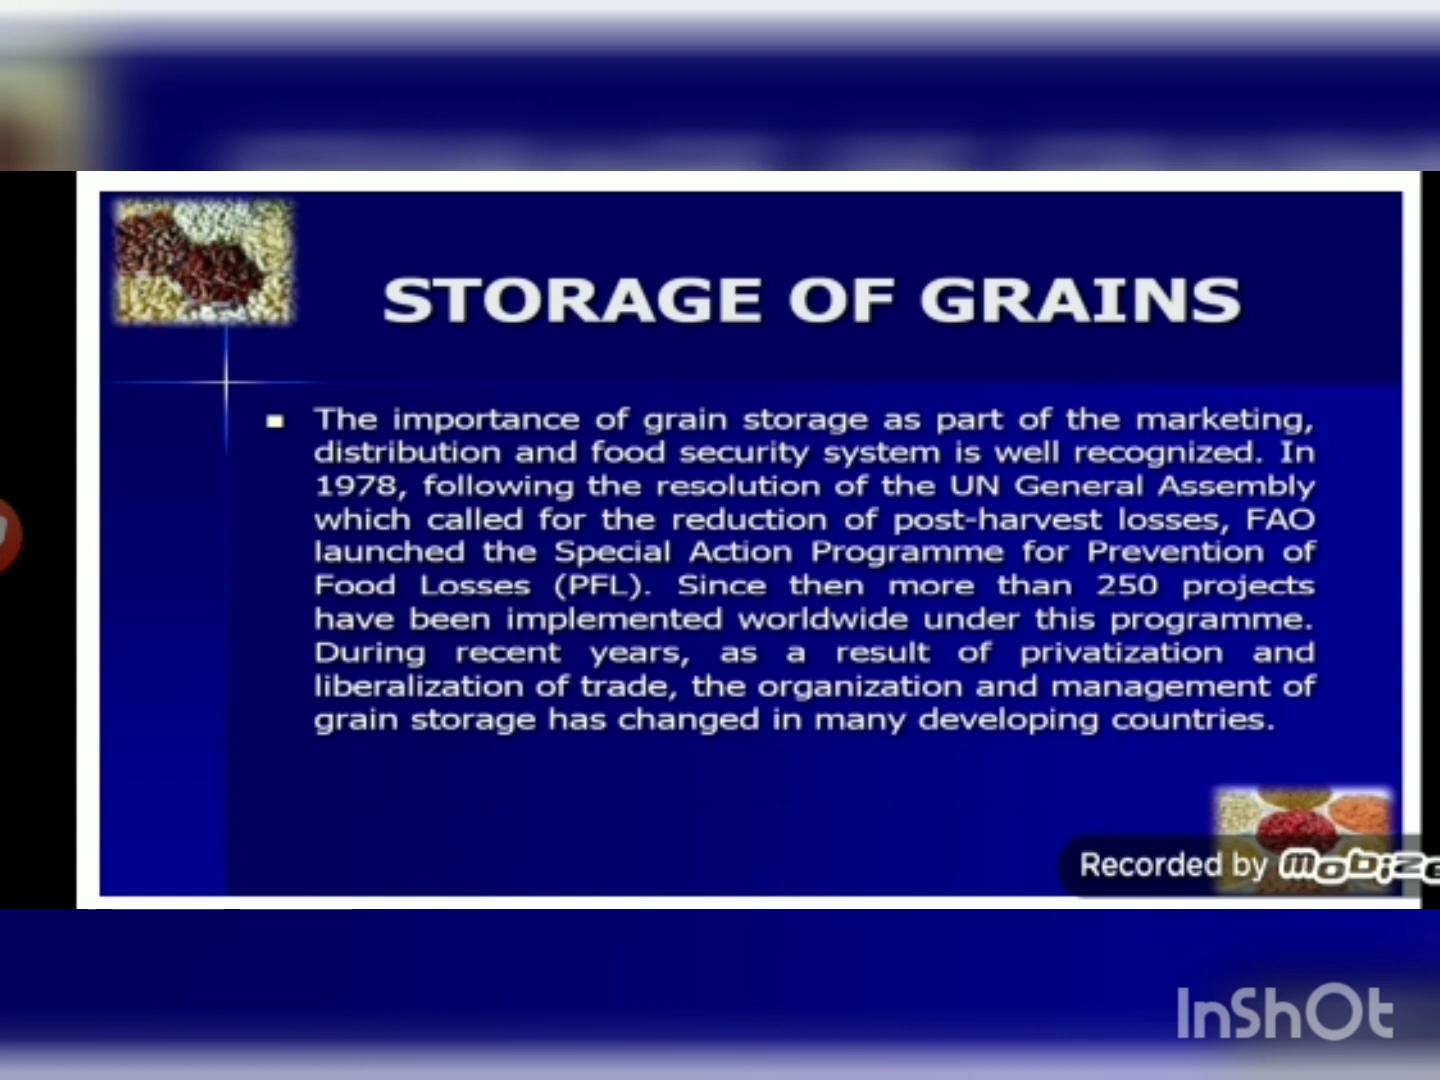 STORAGE OF GRAINS
The importance of grain storage as part of the marketing,
distribution and food security system is well recognized. In
1978, following the resolution of the UN General Assembly
which called for the reduction of post-harvest losses, FAO
launched the Special Action Programme for Prevention of
Food Losses (PFL). Since then more than 250 projects
have been implemented worldwide under this programme.
During recent years, as a result of privatization and
liberalization of trade, the organization and management of
grain storage has changed in many developing countries.
Recorded by mobize
InShOt